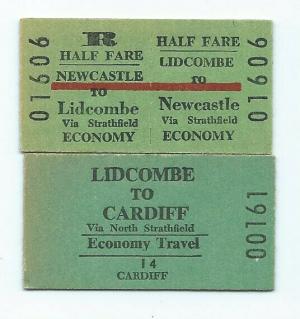 R
HALF FARE
NEWCASTLE
TO
Lidcombe
Via Strathfield
ECONOMY
HALF FARE
LIDCOMBE
TO
Newcastle
Via Strathfield
ECONOMY
01606
01606
LIDCOMBE
TO
CARDIFF
Via North Strathfield
Economy Travel
14
CARDIFF
00161